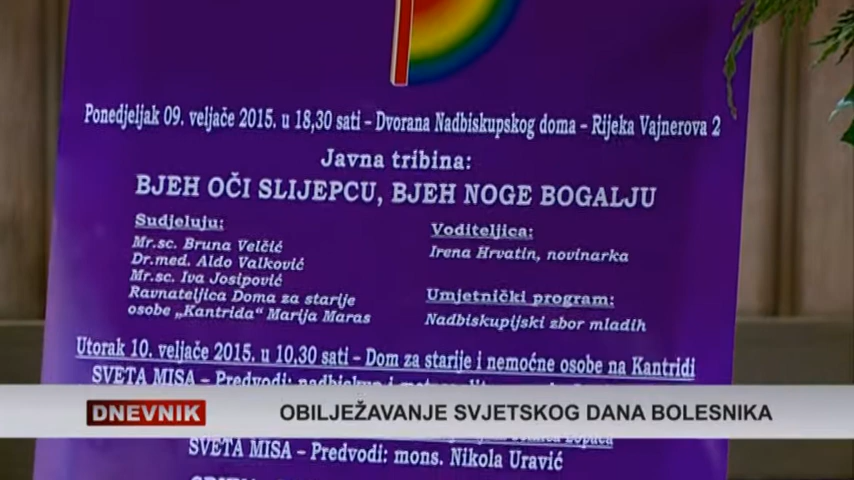 Ponedjeljak 09. veljače 2015. u 18,30 sati – Dvorana Nadbiskupskog doma – Rijeka Vajnerova 2
Javna tribina:
BJEH OČI SLIJEPCU, BJEH NOGE BOGALJU
Sudjeluju:
Mr.sc. Bruna Velčić
Dr.med. Aldo Valković
Mr.sc. Iva Josipović
Ravnateljica Doma za starije
osobe „Kantrida“ Marija Maras
Voditeljica:
Irena Hrvatin, novinarka
Umjetnički program:
Nadbiskupijski zbor mladih
Utorak 10. veljače 2015. u 10,30 sati – Dom za starije i nemoćne osobe na Kantridi
SVETA MISA – Predvodi: nadbiskup i
DNEVNIK
OBILJEŽAVANJE SVJETSKOG DANA BOLESNIKA
SVETA MISA – Predvodi: mons. Nikola Uravić